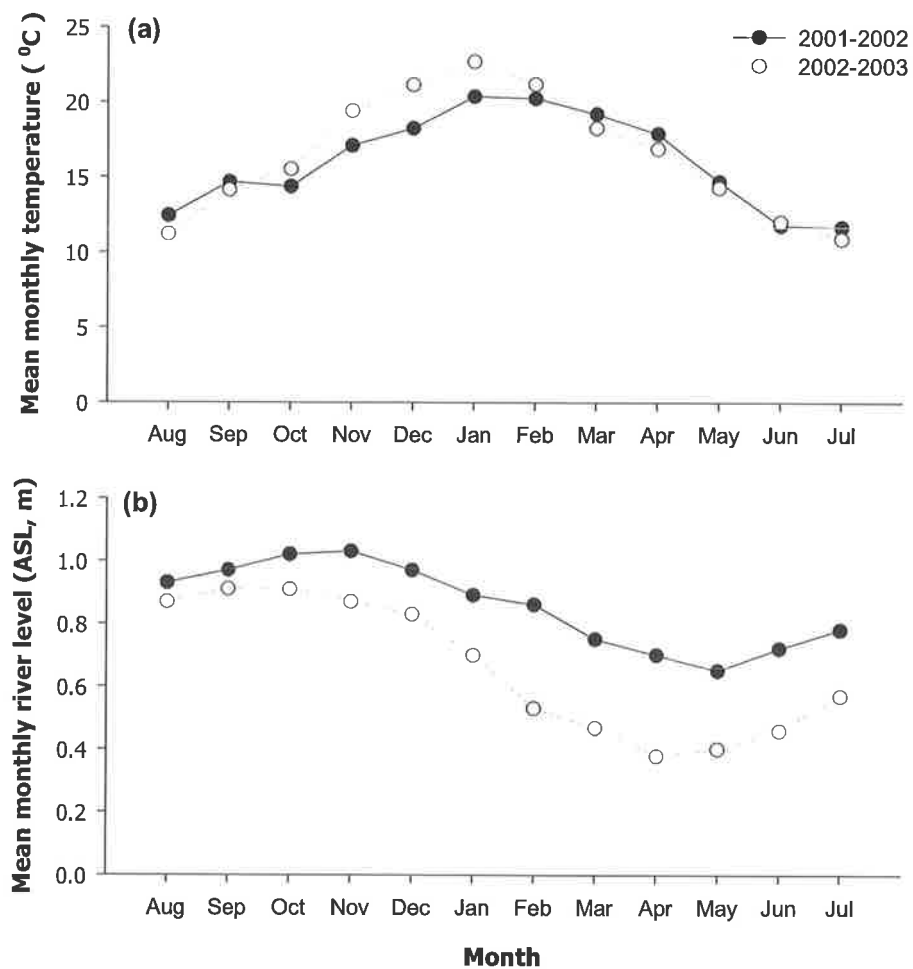 (a)
2001-2002
2002-2003
Mean monthly temperature ( ⁰C)
25
20
15
10
5
0
Aug Sep Oct Nov Dec Jan Feb Mar Apr May Jun Jul
(b)
Mean monthly river level (ASL, m)
1.2
1.0
0.8
0.6
0.4
0.2
0.0
Aug Sep Oct Nov Dec Jan Feb Mar Apr May Jun Jul
Month